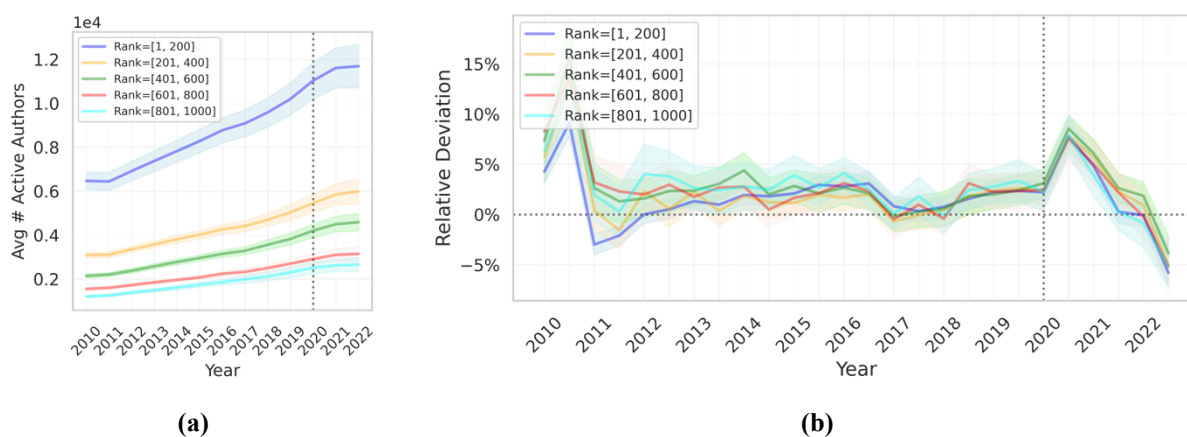 1e4
Avg # Active Authors
1.2
1.0
0.8
0.6
0.4
0.2
Rank=[1, 200]
Rank=[201, 400]
Rank=[401, 600]
Rank=[601, 800]
Rank=[801, 1000]
2010
2011
2012
2013
2014
2015
2016
2017
2018
2019
2020
2021
2022
Year
(a)
Relative Deviation
15%
10%
5%
0%
−5%
Rank=[1, 200]
Rank=[201, 400]
Rank=[401, 600]
Rank=[601, 800]
Rank=[801, 1000]
2010
2011
2012
2013
2014
2015
2016
2017
2018
2019
2020
2021
2022
Year
(b)